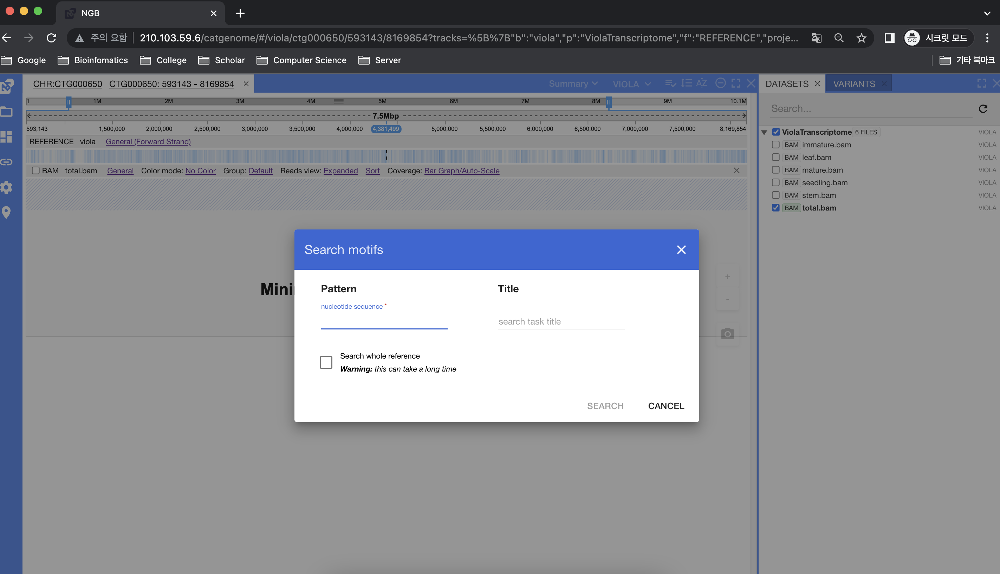 NGB
주의 요함 210.103.59.6/catgenome/#/viola/ctg000650/593143/8169854?tracks=%5B%7B"b":"viola","p":"ViolaTranscriptome","f":"REFERENCE","proje... 시크릿 모드
Google Bioinfomatics College Scholar Computer Science Server 기타 북마크
CHR:CTG000650 CTG000650: 593143 - 8169854 Summary VIOLA DATASETS VARIANTS
1 1M 2M 3M 4M 5M 6M 7M 8M 9M 10.1M
Search...
7.5Mbp
593,143 1,500,000 2,000,000 2,500,000 3,000,000 3,500,000 4,000,000 4,381,499 5,000,000 5,500,000 6,000,000 6,500,000 7,000,000 7,500,000 8,169,854
REFERENCE viola General (Forward Strand)
BAM total.bam General Color mode: No Color Group: Default Reads view: Expanded Sort Coverage: Bar Graph/Auto-Scale
ViolaTranscriptome 6 FILES VIOLA
BAM immature.bam VIOLA
BAM leaf.bam VIOLA
BAM mature.bam VIOLA
BAM seedling.bam VIOLA
BAM stem.bam VIOLA
BAM total.bam VIOLA
Search motifs
Pattern Title
nucleotide sequence *
search task title
Search whole reference
Warning: this can take a long time
SEARCH CANCEL
+
-